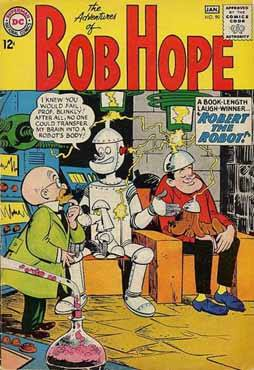 The
Adventures
of
BOB HOPE
DC
12¢
JAN.
NO. 90
APPROVED
BY THE
COMICS
CODE
AUTHORITY
I KNEW YOU
WOULD FAIL,
PROF. BLINKLY!
AFTER ALL, NO ONE
COULD TRANSFER
MY BRAIN INTO A
ROBOT'S BODY!
A BOOK-LENGTH
LAUGH-WINNER...
"ROBERT
THE
ROBOT!"